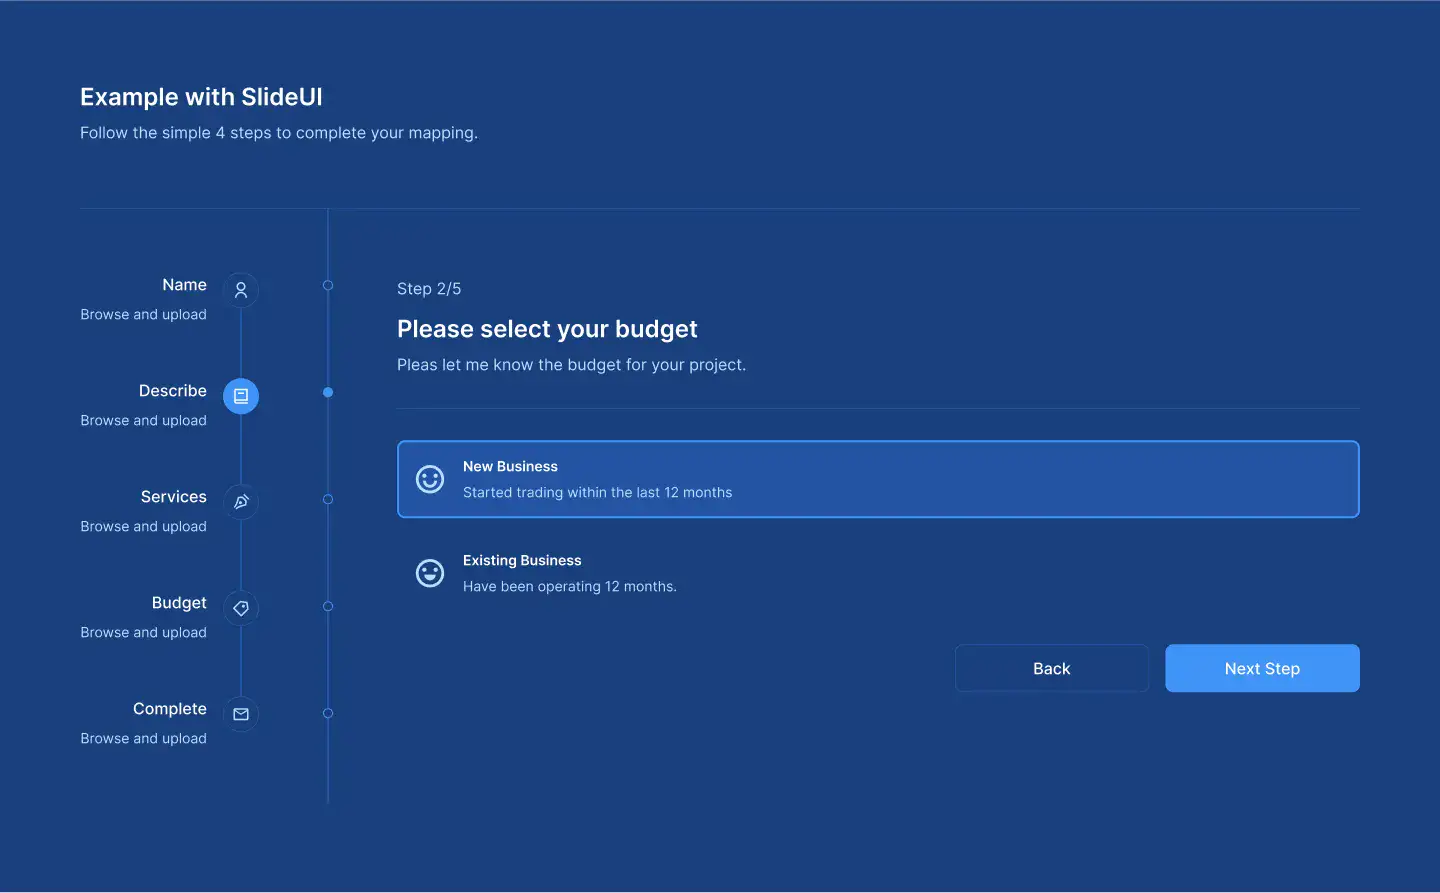 Example with SlideUI
Follow the simple 4 steps to complete your mapping.
Name
Browse and upload
Describe
Browse and upload
Services
Browse and upload
Budget
Browse and upload
Complete
Browse and upload
Step 2/5
Please select your budget
Pleas let me know the budget for your project.
New Business
Started trading within the last 12 months
Existing Business
Have been operating 12 months.
Back
Next Step